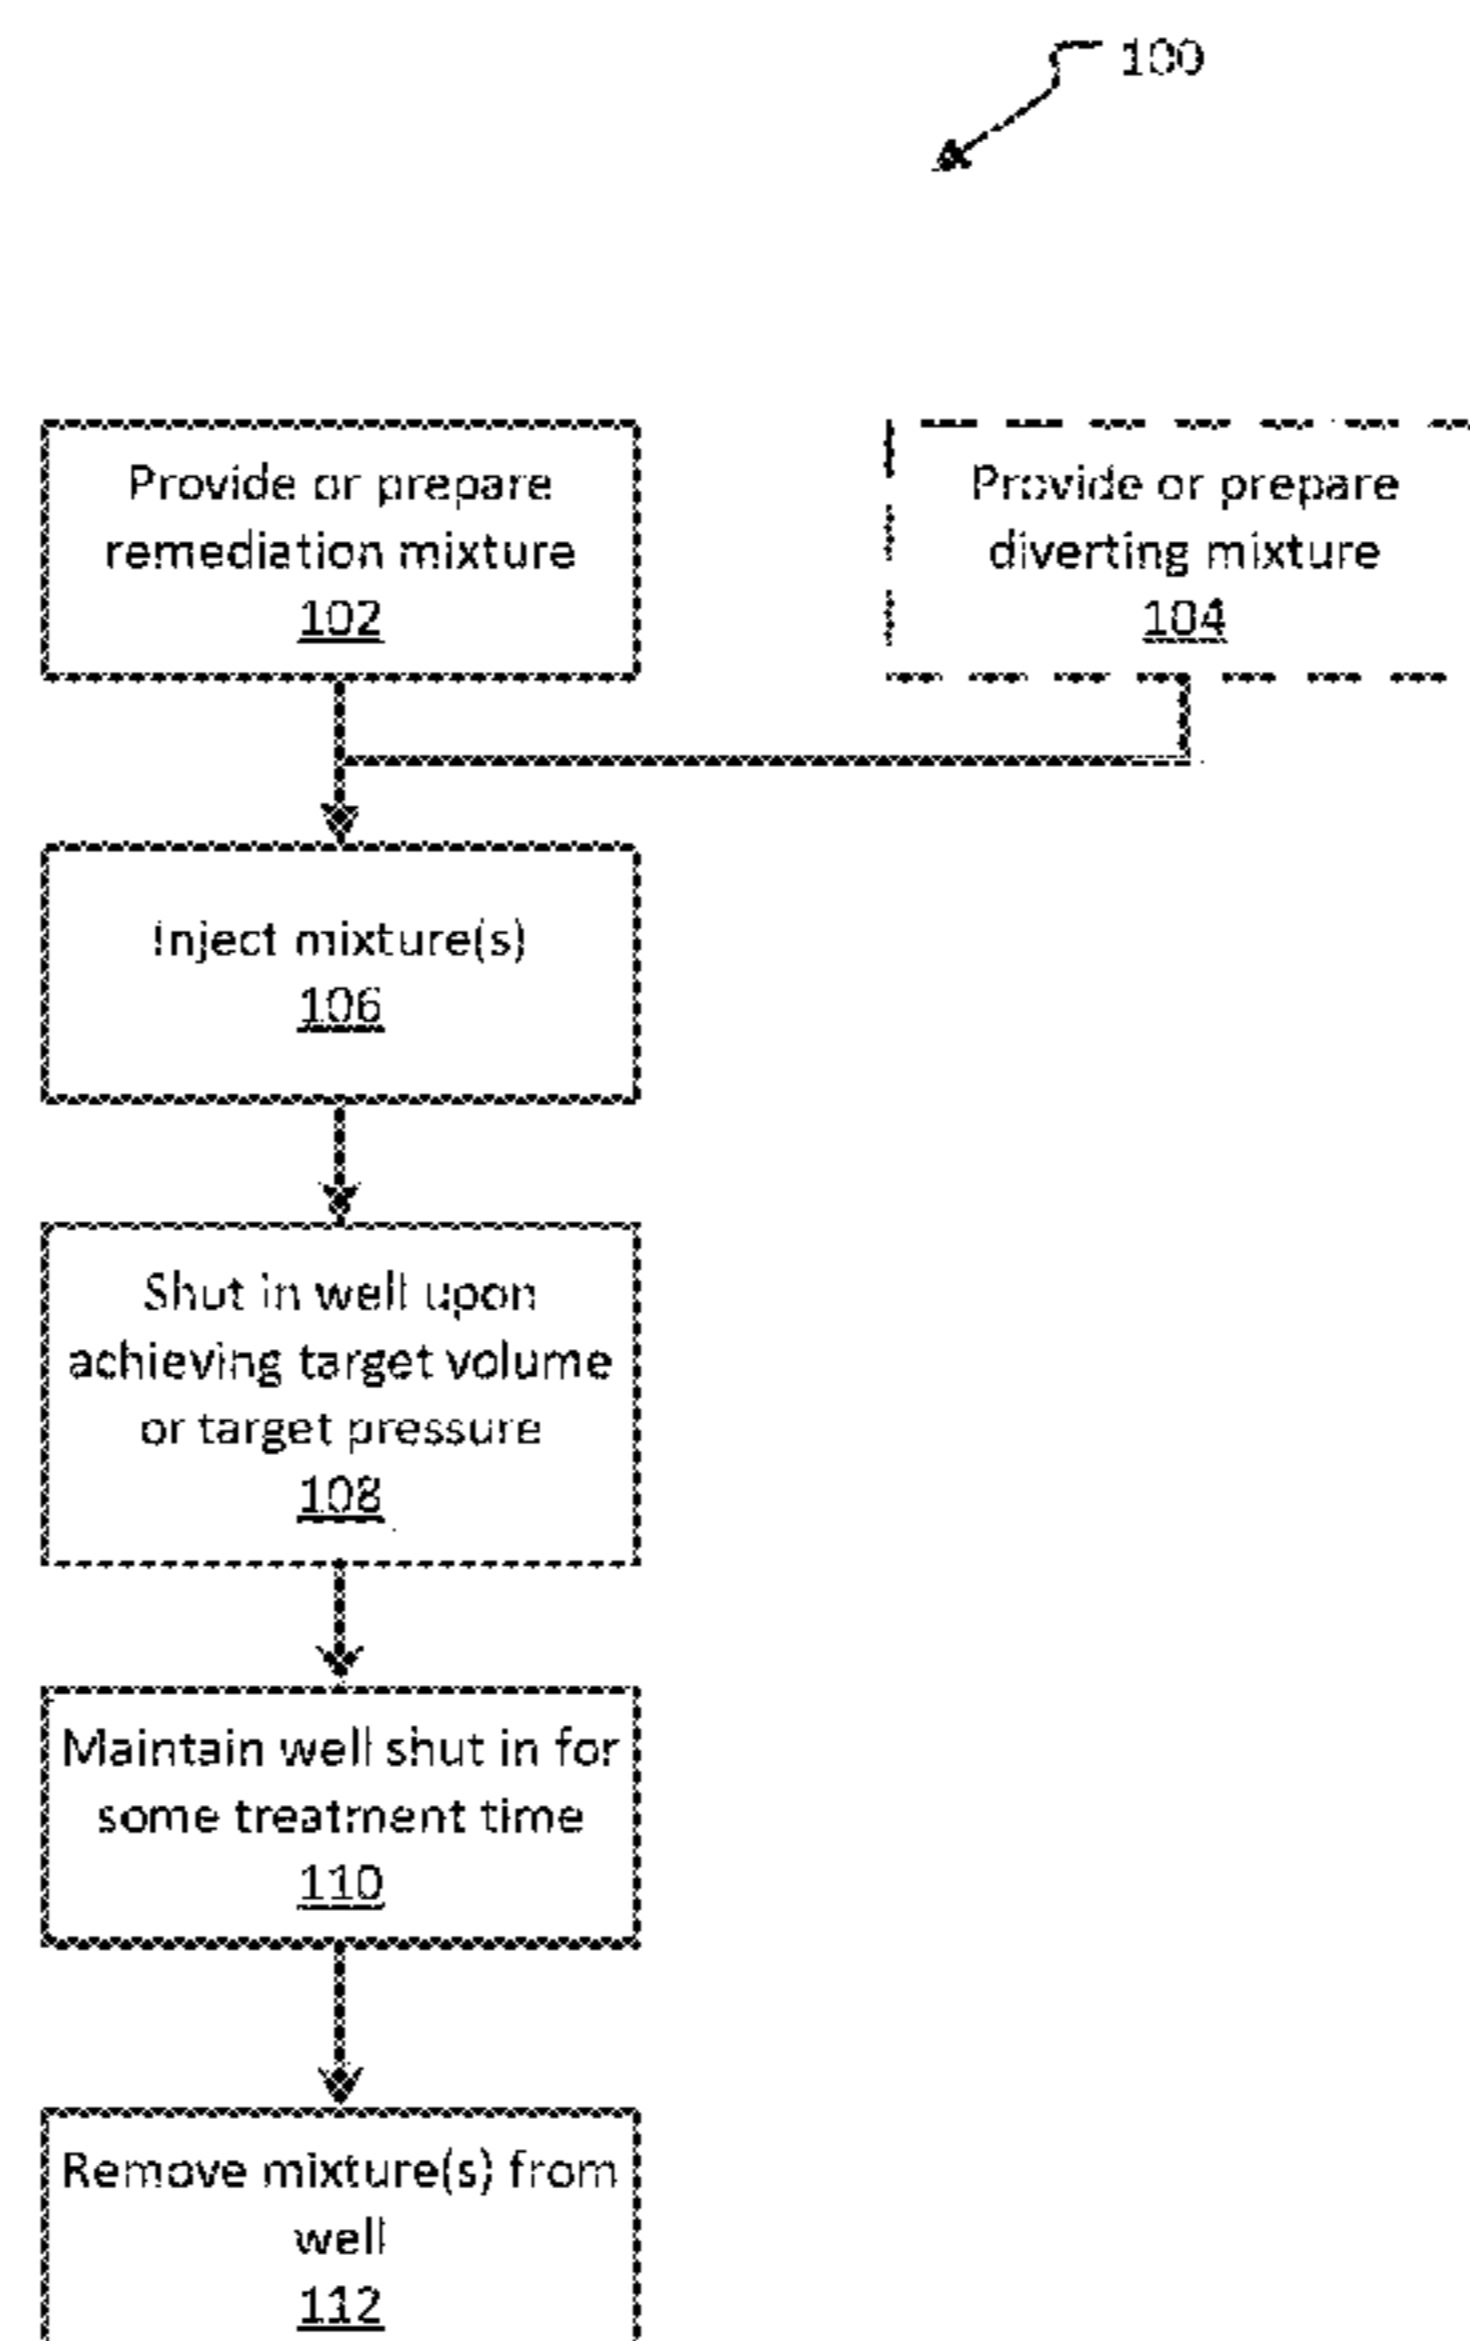 100
Provide or prepare
remediation mixture
102
Provide or prepare
diverting mixture
104
Inject mixture(s)
106
Shut in well upon
achieving target volume
or target pressure
108
Maintain well shut in for
some treatment time
110
Remove mixture(s) from
well
112